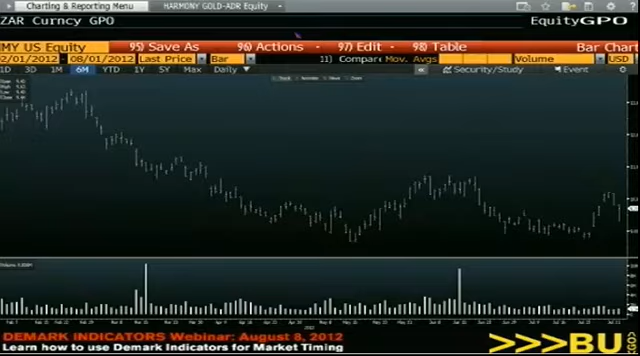 Charting & Reporting Menu HARMONY GOLD-ADR Equity
ZAR Curncy GPO EquityGPO
MY US Equity 95) Save As 96) Actions 97) Edit 98) Table Bar Chart
2/01/2012 - 08/01/2012 Last Price Bar 11) Compare Mov. Avgs Volume USD
1D 3D 1M 6M YTD 1Y 5Y Max Daily Security/Study Event
DEMARK INDICATORS Webinar: August 8, 2012
Learn how to use Demark Indicators for Market Timing
>>>BU
GO